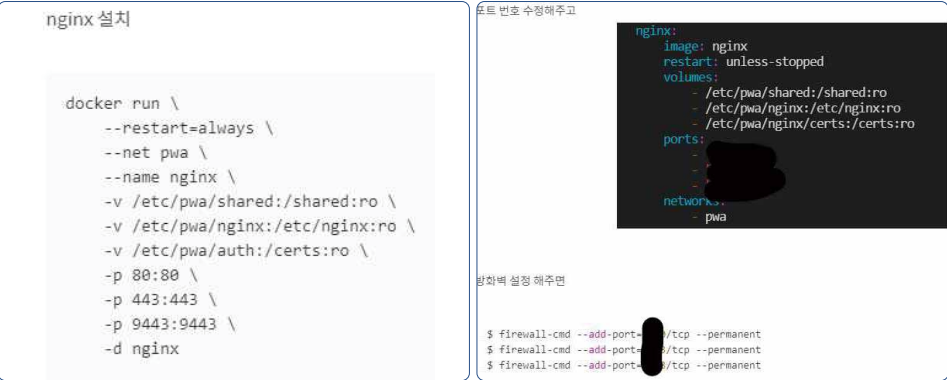 nginx 설치
docker run \
--restart=always \
--net pwa \
--name nginx \
-v /etc/pwa/shared:/shared:ro \
-v /etc/pwa/nginx:/etc/nginx:ro \
-v /etc/pwa/auth:/certs:ro \
-p 80:80 \
-p 443:443 \
-p 9443:9443 \
-d nginx
포트 번호 수정해주고
nginx:
image: nginx
restart: unless-stopped
volumes:
- /etc/pwa/shared:/shared:ro
- /etc/pwa/nginx:/etc/nginx:ro
- /etc/pwa/nginx/certs:/certs:ro
ports:
-
-
-
networks:
- pwa
방화벽 설정 해주면
$ firewall-cmd --add-port= /tcp --permanent
$ firewall-cmd --add-port= /tcp --permanent
$ firewall-cmd --add-port= /tcp --permanent